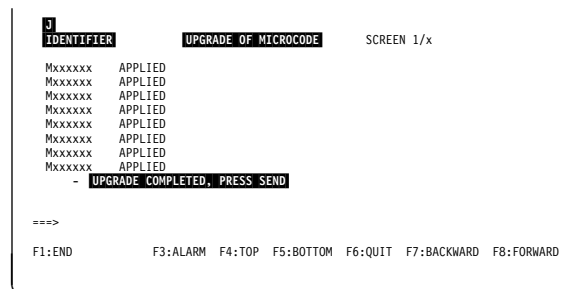 J
IDENTIFIER UPGRADE OF MICROCODE SCREEN 1/x
Mxxxxxx APPLIED
Mxxxxxx APPLIED
Mxxxxxx APPLIED
Mxxxxxx APPLIED
Mxxxxxx APPLIED
Mxxxxxx APPLIED
Mxxxxxx APPLIED
Mxxxxxx APPLIED
- UPGRADE COMPLETED, PRESS SEND
===>
F1:END F3:ALARM F4:TOP F5:BOTTOM F6:QUIT F7:BACKWARD F8:FORWARD